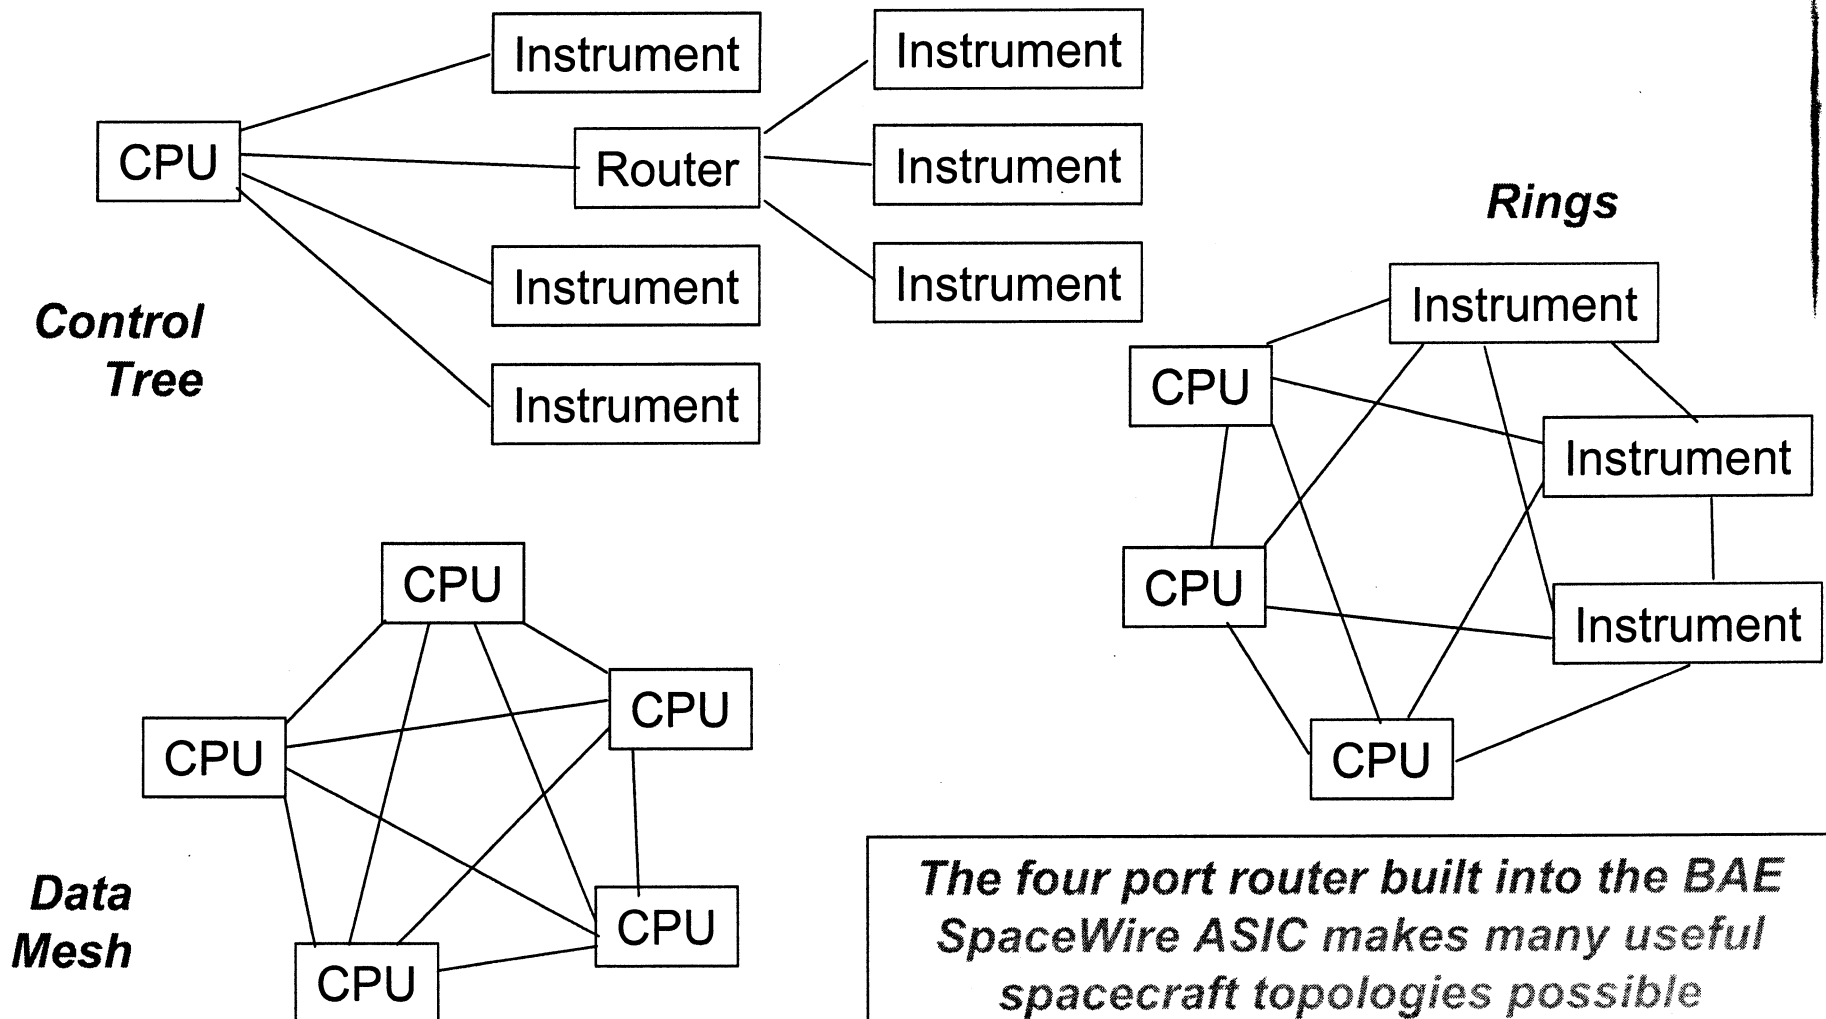 Instrument
Instrument
CPU
Router
Instrument
Instrument
Instrument
Instrument
Control
Tree
Rings
Instrument
CPU
Instrument
CPU
Instrument
CPU
CPU
CPU
CPU
CPU
CPU
Data
Mesh
The four port router built into the BAE
SpaceWire ASIC makes many useful
spacecraft topologies possible